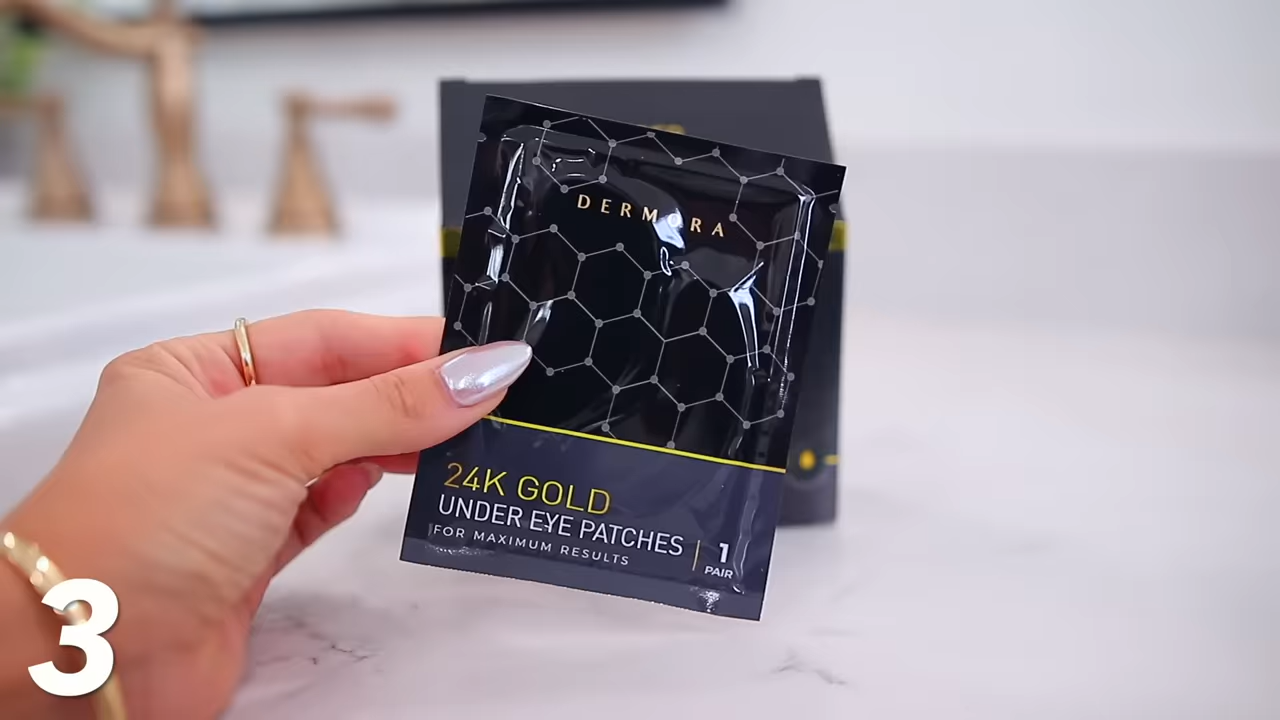 DERMORA
24K GOLD
UNDER EYE PATCHES
FOR MAXIMUM RESULTS
1
PAIR
3